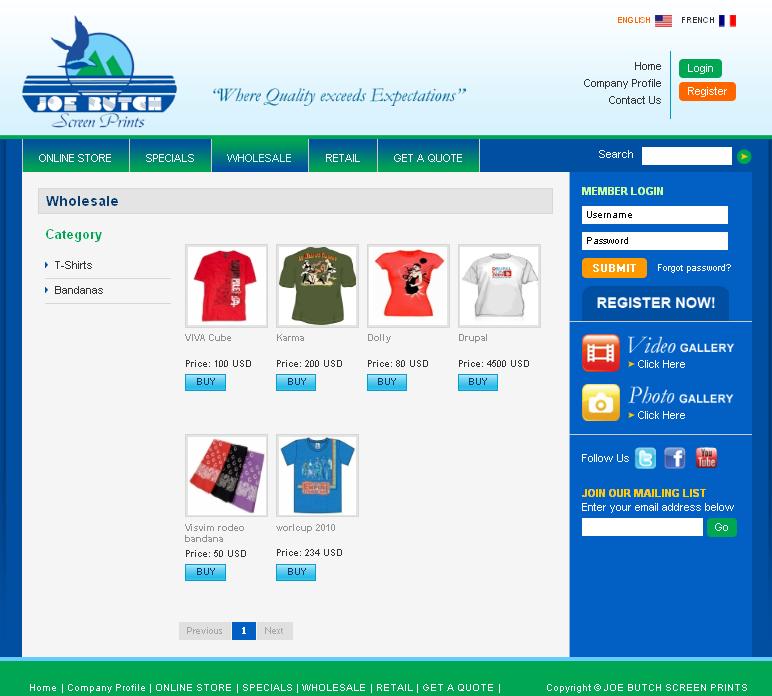 ENGLISH FRENCH
JOE BUTCH
Screen Prints
"Where Quality exceeds Expectations"
Home
Company Profile
Contact Us
Login
Register
ONLINE STORE SPECIALS WHOLESALE RETAIL GET A QUOTE
Search
Wholesale
Category
T-Shirts
Bandanas
VIVA Cube Karma Dolly Drupal
Price: 100 USD Price: 200 USD Price: 80 USD Price: 4500 USD
BUY BUY BUY BUY
Visvim rodeo bandana
Price: 50 USD
BUY
worlcup 2010
Price: 234 USD
BUY
Previous 1 Next
MEMBER LOGIN
Username
Password
SUBMIT Forgot password?
REGISTER NOW!
Video GALLERY
Click Here
Photo GALLERY
Click Here
Follow Us
You Tube
JOIN OUR MAILING LIST
Enter your email address below
Go
Home | Company Profile | ONLINE STORE | SPECIALS | WHOLESALE | RETAIL | GET A QUOTE |
Copyright © JOE BUTCH SCREEN PRINTS